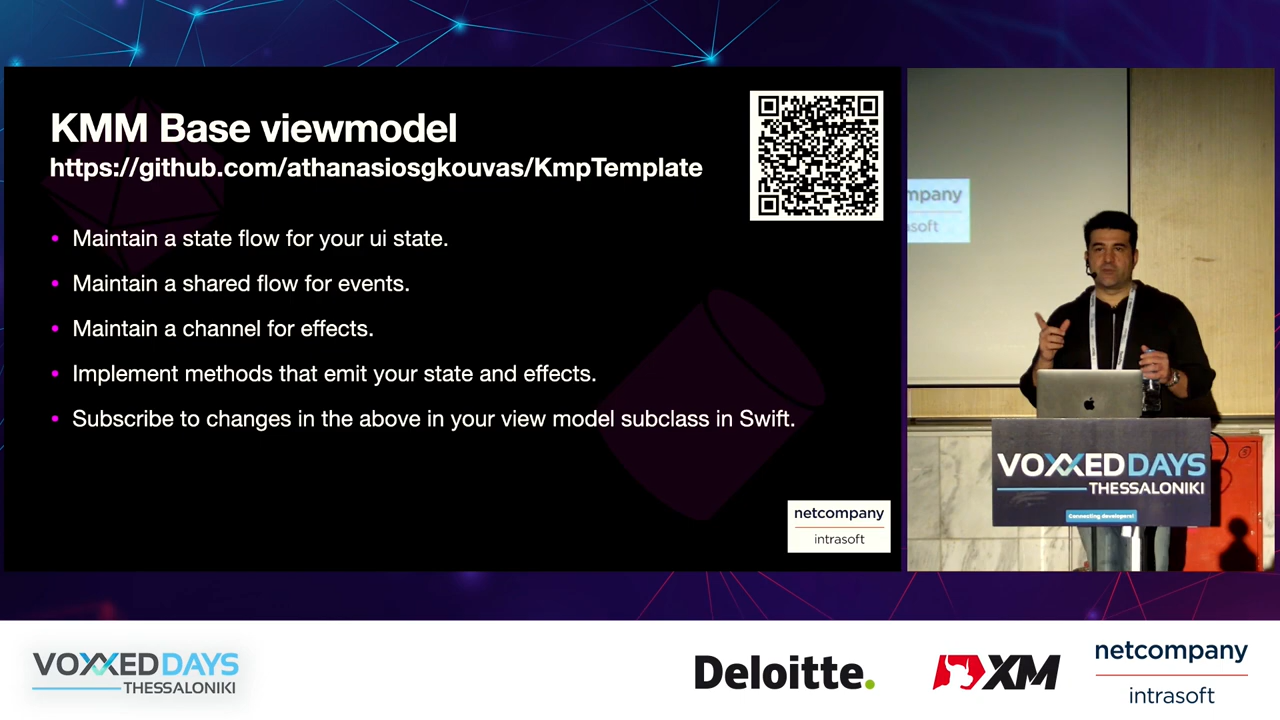 KMM Base viewmodel
https://github.com/athanasiosgkouvas/KmpTemplate
• Maintain a state flow for your ui state.
• Maintain a shared flow for events.
• Maintain a channel for effects.
• Implement methods that emit your state and effects.
• Subscribe to changes in the above in your view model subclass in Swift.
netcompany
intrasoft
mpany
soft
VOXXED DAYS
THESSALONIKI
Connecting developers!
VOXXED DAYS
THESSALONIKI
Deloitte.
XM
netcompany
intrasoft